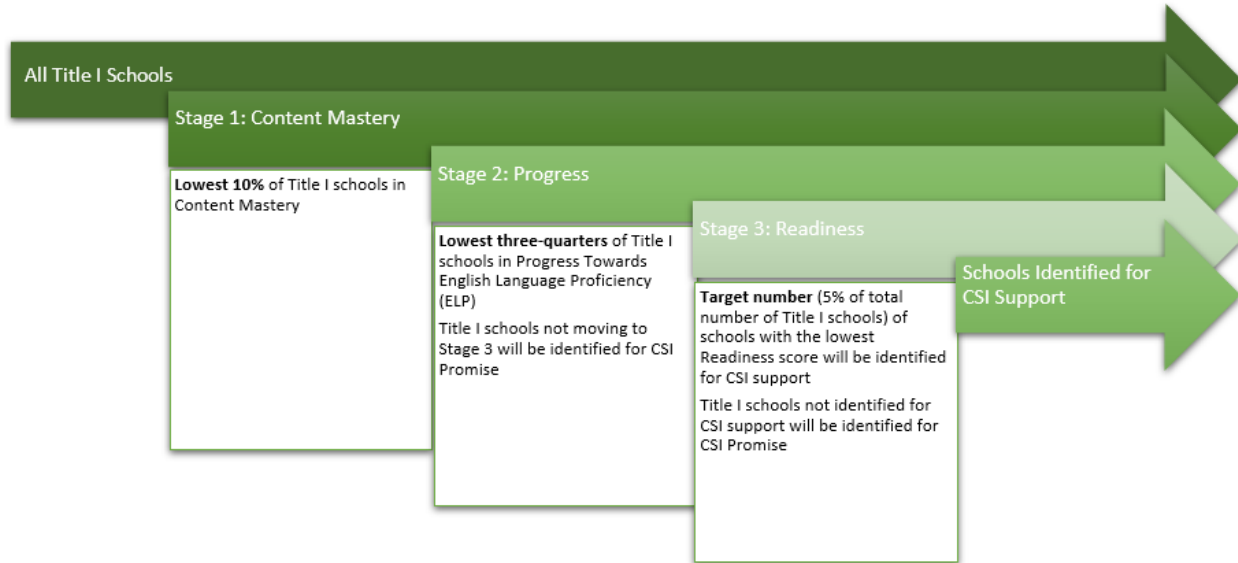 All Title I Schools
Stage 1: Content Mastery
Lowest 10% of Title I schools in
Content Mastery
Stage 2: Progress
Lowest three-quarters of Title I
schools in Progress Towards
English Language Proficiency
(ELP)
Title I schools not moving to
Stage 3 will be identified for CSI
Promise
Stage 3: Readiness
Target number (5% of total
number of Title I schools) of
schools with the lowest
Readiness score will be identified
for CSI support
Title I schools not identified for
CSI support will be identified for
CSI Promise
Schools Identified for
CSI Support